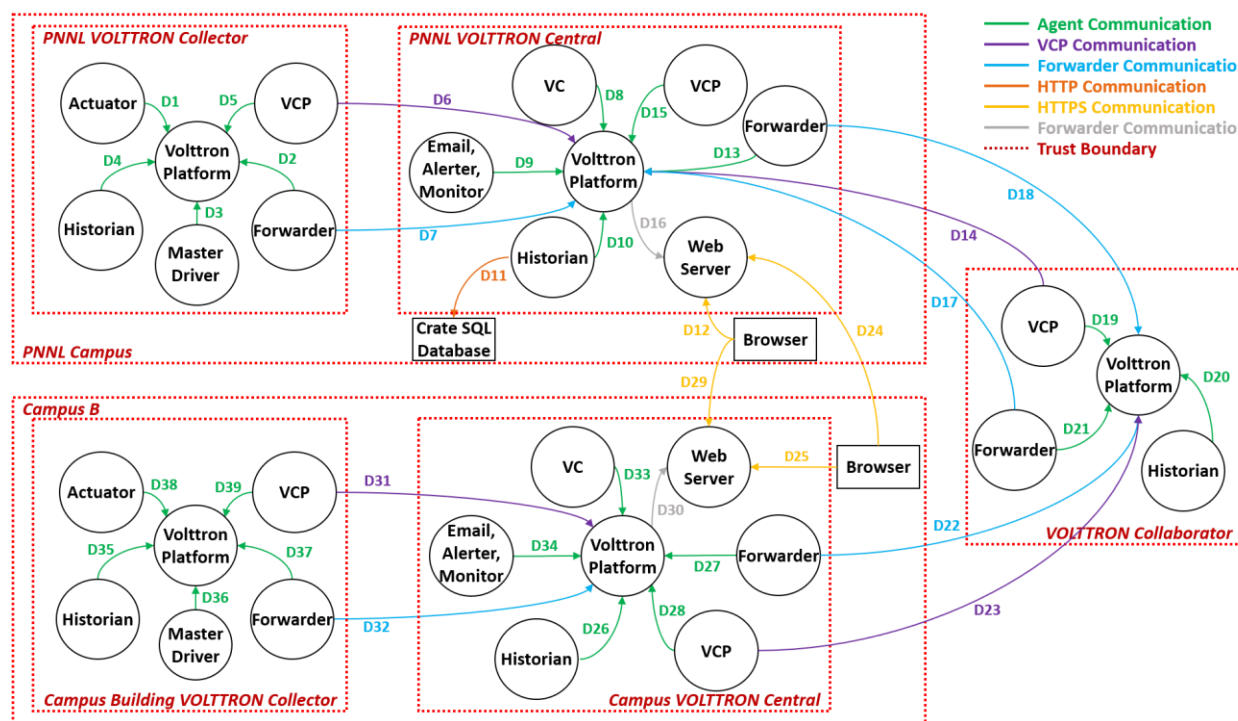 PNNL VOLTTRON Collector
Actuator
D1
D5
VCP
Volttron
Platform
D4
D2
Historian
D3
Forwarder
Master
Driver
D6
D7
PNNL VOLTTRON Central
VC
D8
D15
VCP
Forwarder
Email,
Alerter,
Monitor
D9
Volttron
Platform
D13
D16
D10
Historian
D11
Web
Server
Crate SQL
Database
D12
Browser
D24
PNNL Campus
Agent Communication
VCP Communication
Forwarder Communicatio
HTTP Communication
HTTPS Communication
Forwarder Communicatio
Trust Boundary
D18
D14
D17
VCP
D19
Volttron
Platform
D20
D21
Forwarder
Historian
VOLTTRON Collaborator
D22
D23
D29
Campus B
Actuator
D38
D39
VCP
Volttron
Platform
D35
D37
D36
Historian
Master
Driver
Forwarder
Campus Building VOLTTRON Collector
D31
D32
VC
D33
Web
Server
D25
Browser
D30
Email,
Alerter,
Monitor
D34
Volttron
Platform
D27
Forwarder
D26
D28
Historian
VCP
Campus VOLTTRON Central